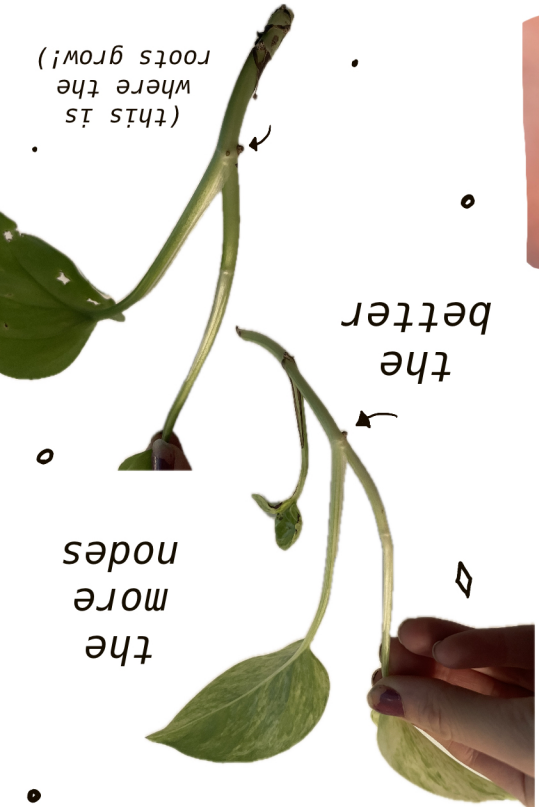 the
more
nodes
the
better
(this is
where the
roots grow!)